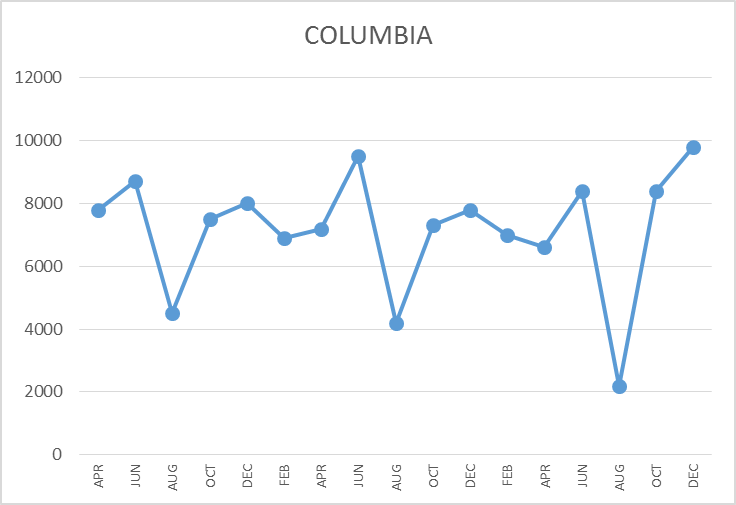 COLUMBIA
12000
10000
8000
6000
4000
2000
0
APR
JUN
AUG
OCT
DEC
FEB
APR
JUN
AUG
OCT
DEC
FEB
APR
JUN
AUG
OCT
DEC